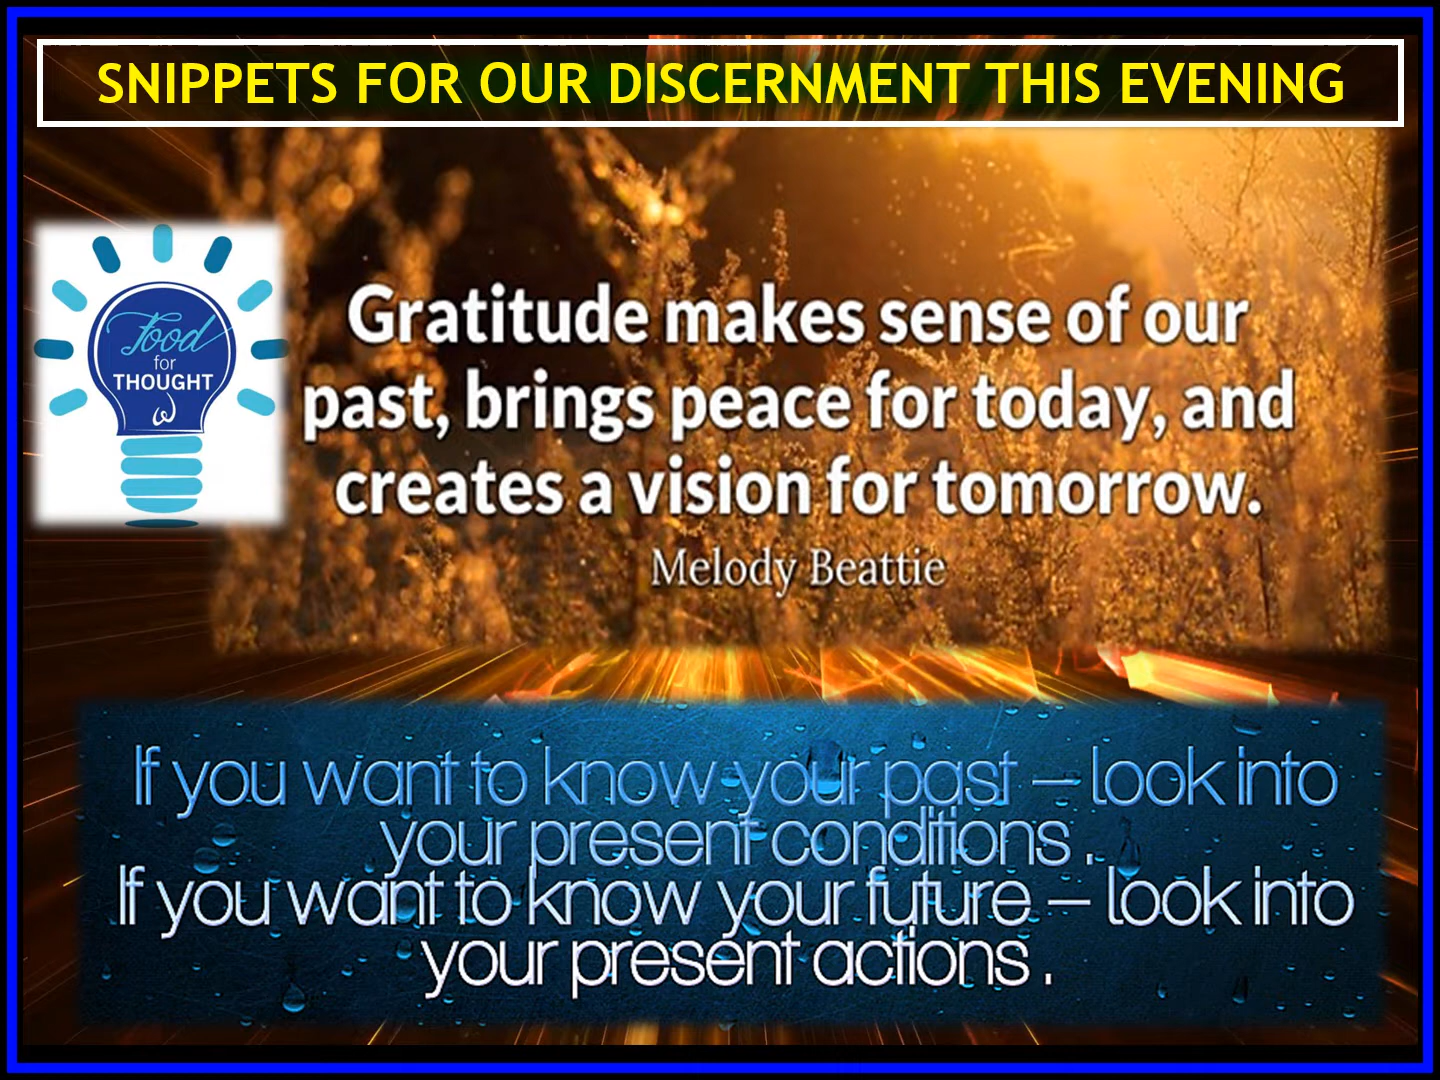 SNIPPETS FOR OUR DISCERNMENT THIS EVENING
food
for
THOUGHT
Gratitude makes sense of our
past, brings peace for today, and
creates a vision for tomorrow.
Melody Beattie
If you want to know your past – look into
your present conditions .
If you want to know your future – look into
your present actions .